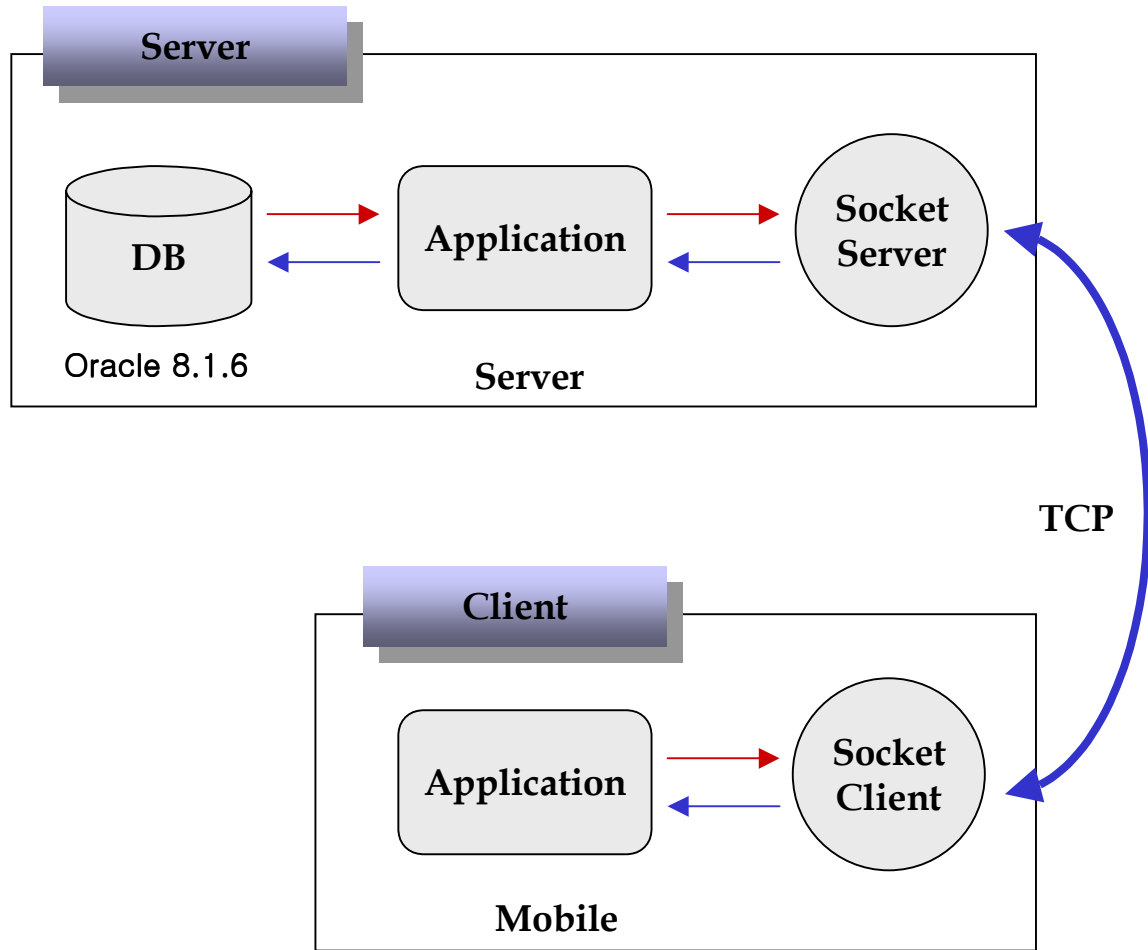 Server
DB
Application
Socket
Server
Oracle 8.1.6
Server
TCP
Client
Application
Socket
Client
Mobile